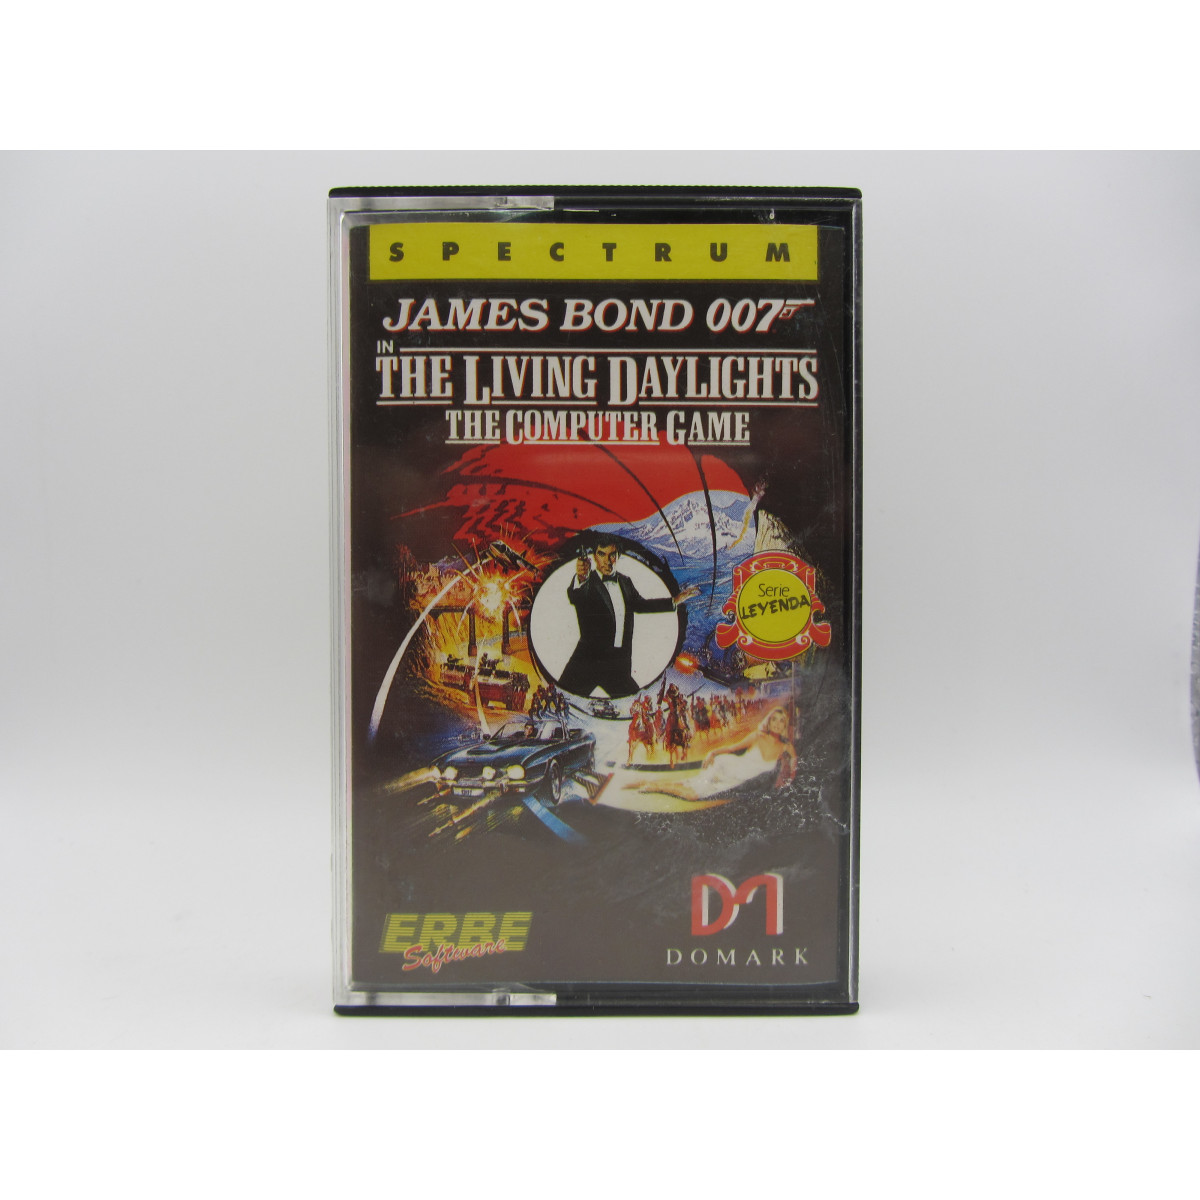 SPECTRUM
JAMES BOND 007
IN
THE LIVING DAYLIGHTS
THE COMPUTER GAME
Serie
LEYENDA
ERBE
Software
DOMARK